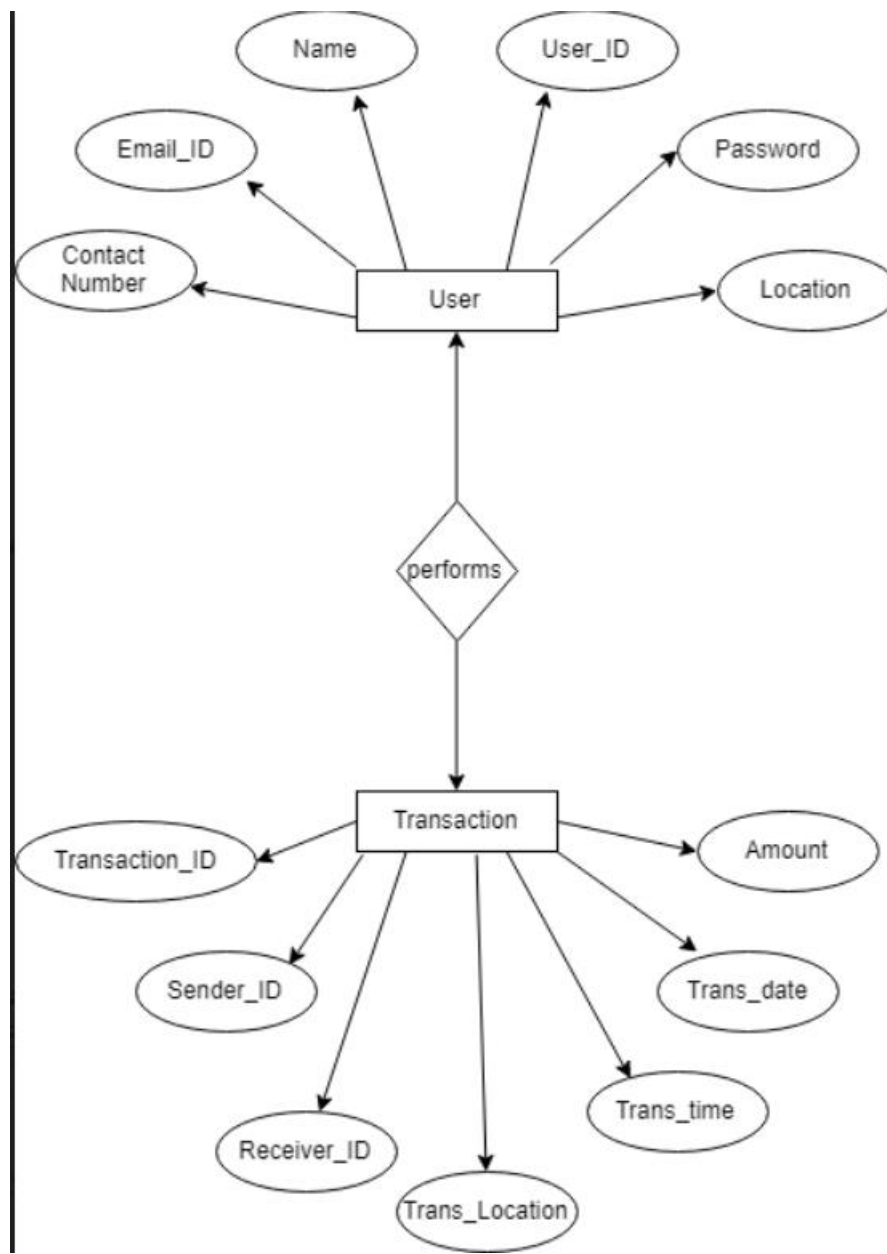 Name
User_ID
Email_ID
Password
Contact
Number
Location
User
performs
Transaction
Transaction_ID
Amount
Sender_ID
Trans_date
Receiver_ID
Trans_time
Trans_Location